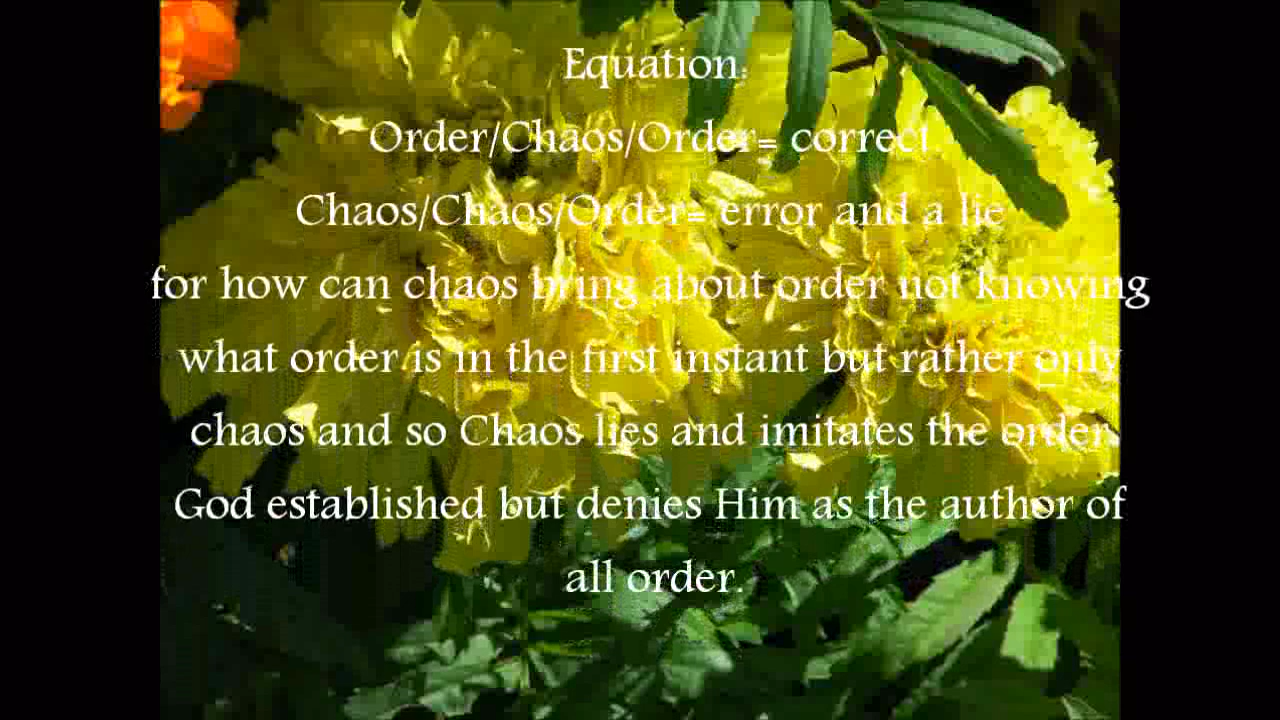 Equation:
Order/Chaos/Order= correct
Chaos/Chaos/Order= error and a lie
for how can chaos bring about order not knowing
what order is in the first instant but rather only
chaos and so Chaos lies and imitates the order
God established but denies Him as the author of
all order.